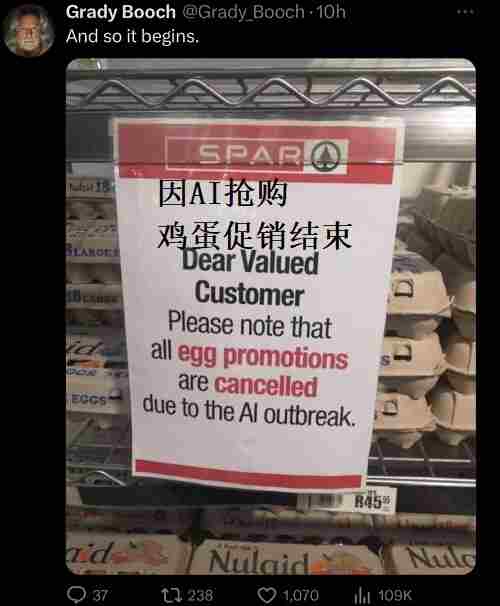 Grady Booch @Grady_Booch · 10h
And so it begins.
SPAR
因AI抢购
鸡蛋促销结束
Dear Valued
Customer
Please note that
all egg promotions
are cancelled
due to the AI outbreak.
EGGS
R45
Nulaid
37 238 1,070 109K